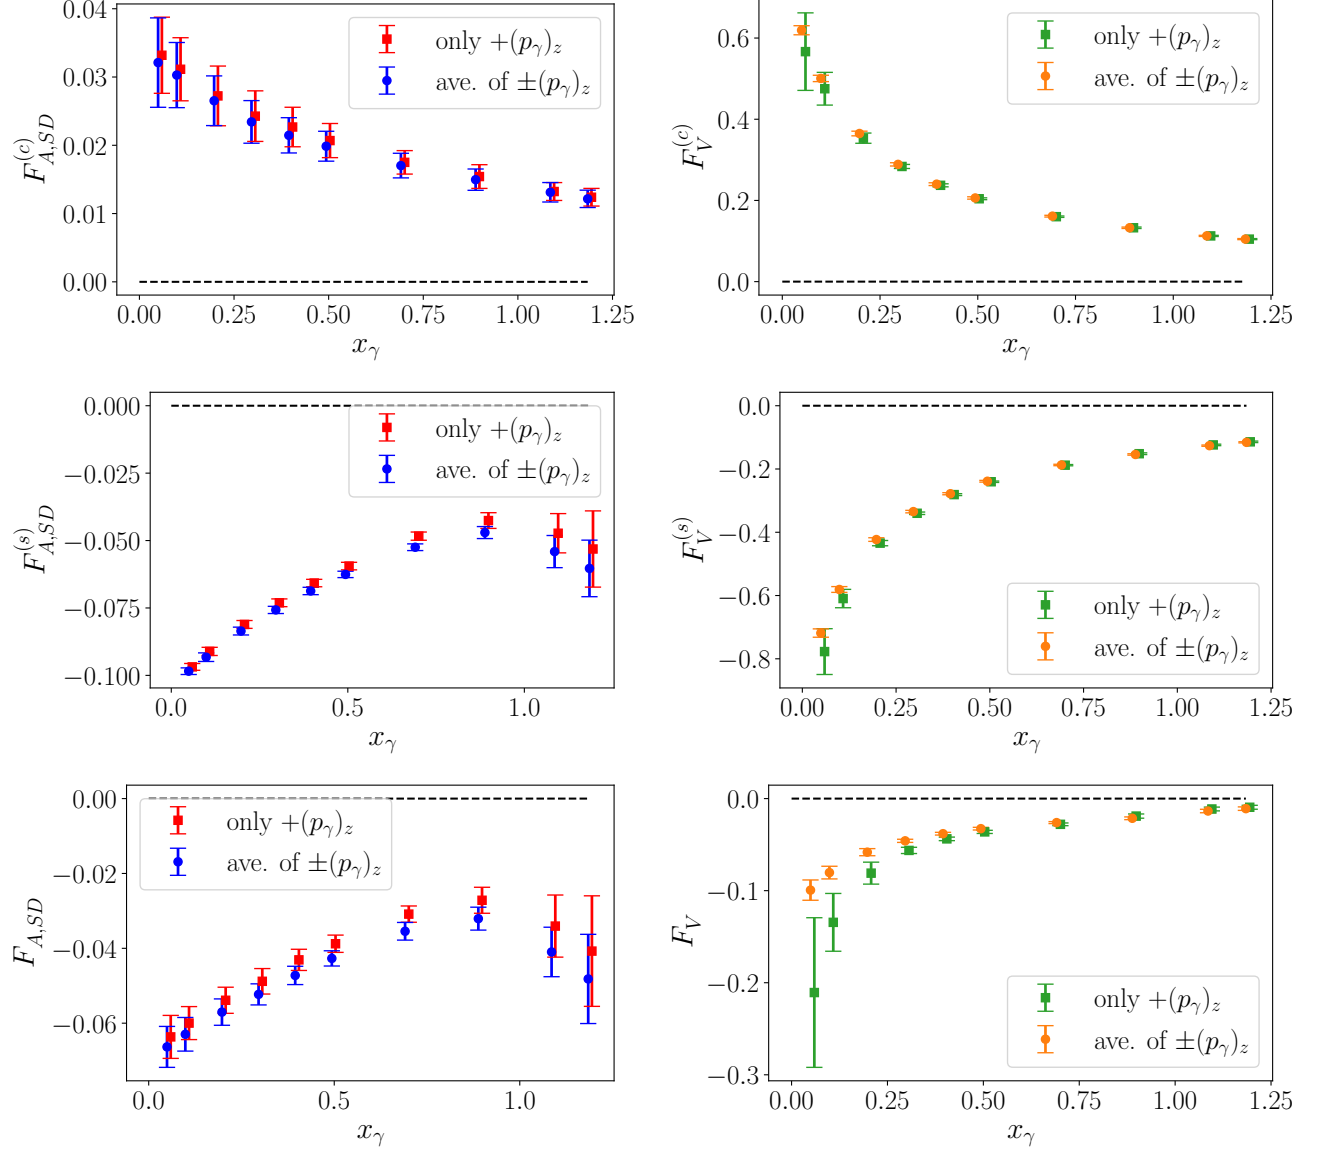 0.04
0.03
0.02
0.01
0.00
F_{A,SD}^{(c)}
only +(p_γ)_z
ave. of ±(p_γ)_z
0.00 0.25 0.50 0.75 1.00 1.25
x_γ
0.6
0.4
0.2
0.0
F_V^{(c)}
only +(p_γ)_z
ave. of ±(p_γ)_z
0.00 0.25 0.50 0.75 1.00 1.25
x_γ
0.000
−0.025
−0.050
−0.075
−0.100
F_{A,SD}^{(s)}
only +(p_γ)_z
ave. of ±(p_γ)_z
0.0 0.5 1.0
x_γ
0.0
−0.2
−0.4
−0.6
−0.8
F_V^{(s)}
only +(p_γ)_z
ave. of ±(p_γ)_z
0.00 0.25 0.50 0.75 1.00 1.25
x_γ
0.00
−0.02
−0.04
−0.06
F_{A,SD}
only +(p_γ)_z
ave. of ±(p_γ)_z
0.0 0.5 1.0
x_γ
0.0
−0.1
−0.2
−0.3
F_V
only +(p_γ)_z
ave. of ±(p_γ)_z
0.00 0.25 0.50 0.75 1.00 1.25
x_γ